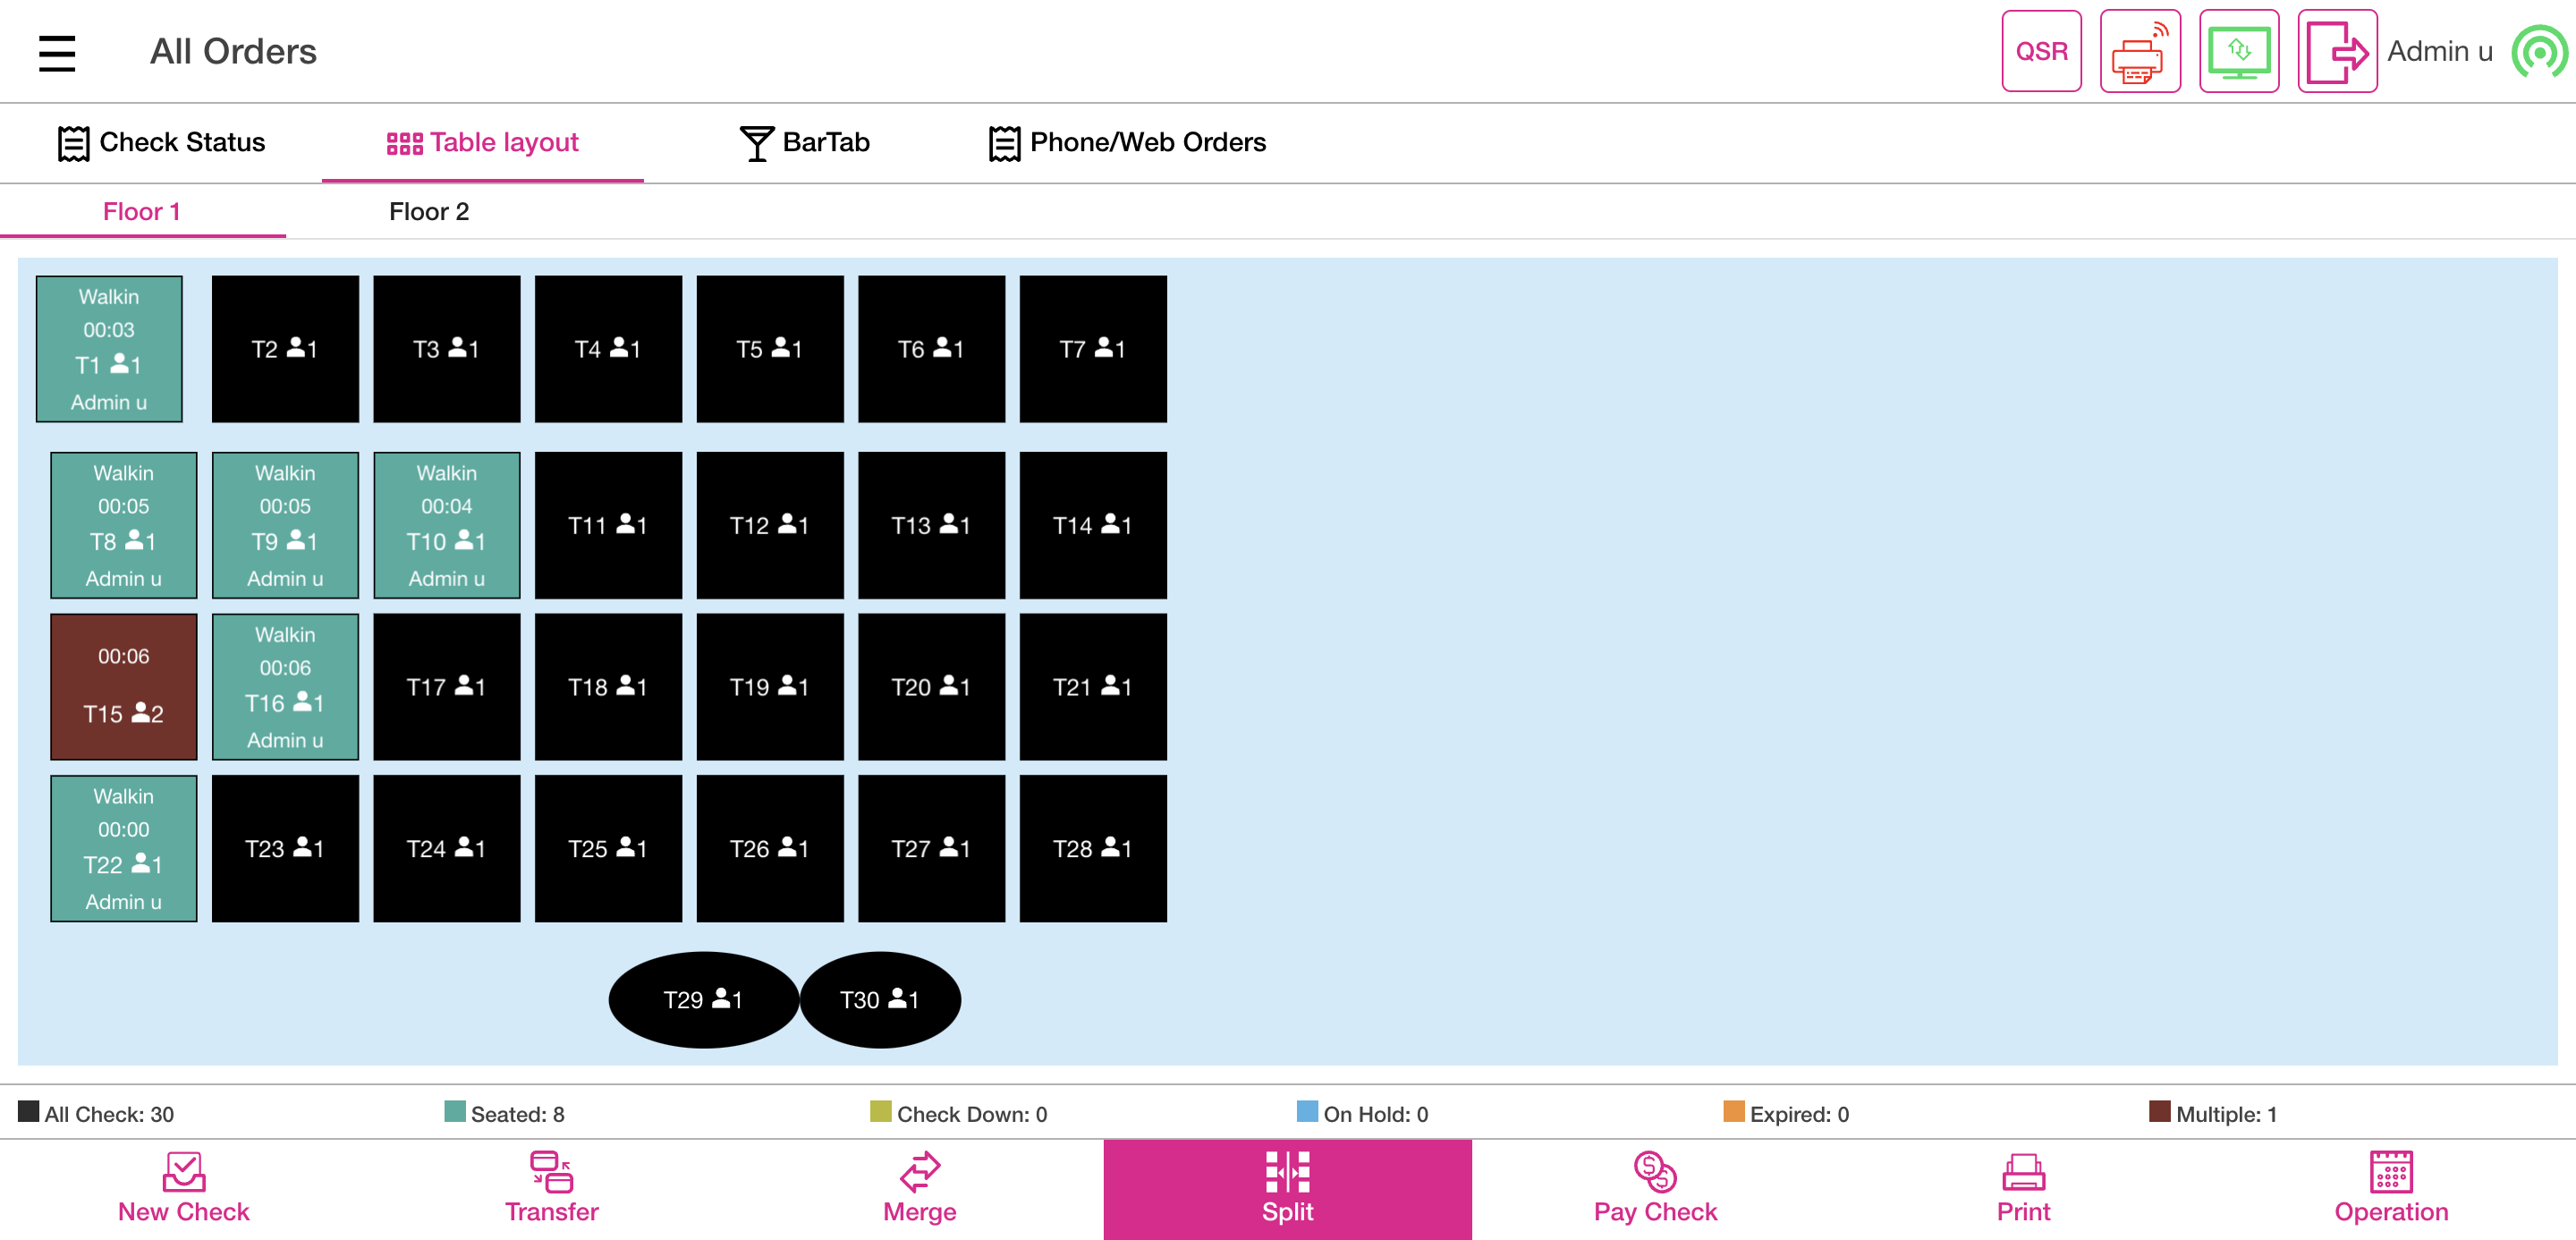 All Orders
QSR
Admin u
Check Status
Table layout
BarTab
Phone/Web Orders
Floor 1
Floor 2
Walkin
00:03
T1 1
Admin u
T2 1
T3 1
T4 1
T5 1
T6 1
T7 1
Walkin
00:05
T8 1
Admin u
Walkin
00:05
T9 1
Admin u
Walkin
00:04
T10 1
Admin u
T11 1
T12 1
T13 1
T14 1
00:06
T15 2
Walkin
00:06
T16 1
Admin u
T17 1
T18 1
T19 1
T20 1
T21 1
Walkin
00:00
T22 1
Admin u
T23 1
T24 1
T25 1
T26 1
T27 1
T28 1
T29 1
T30 1
All Check: 30
Seated: 8
Check Down: 0
On Hold: 0
Expired: 0
Multiple: 1
New Check
Transfer
Merge
Split
Pay Check
Print
Operation